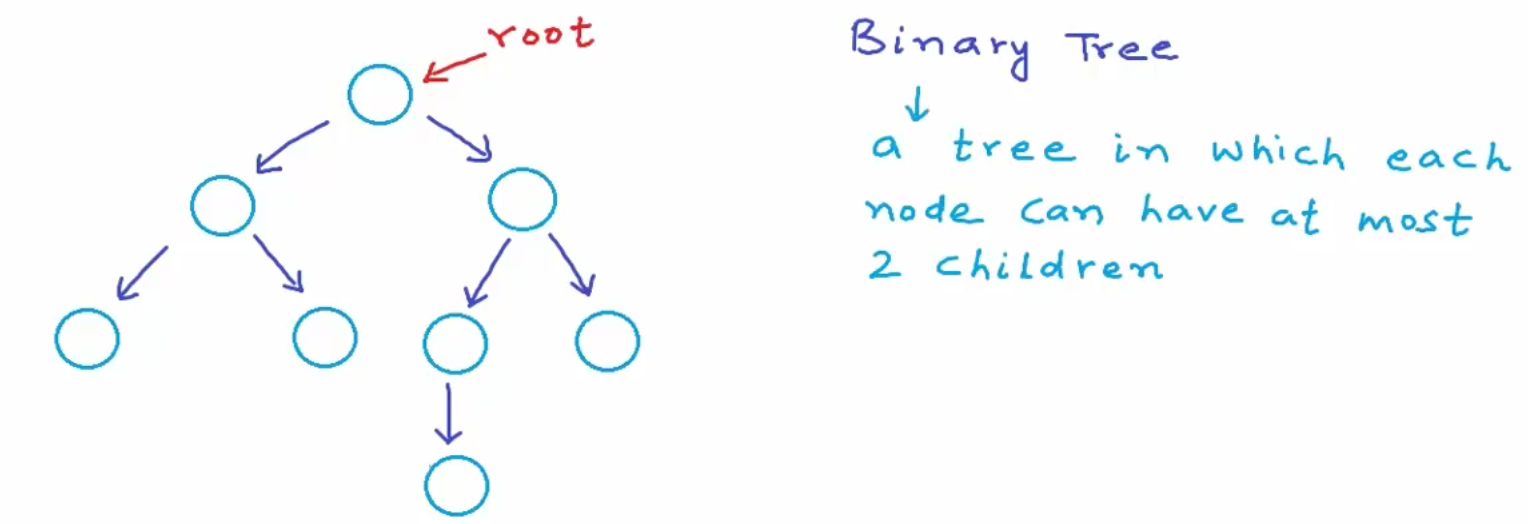 root
Binary Tree
a tree in which each
node can have at most
2 children